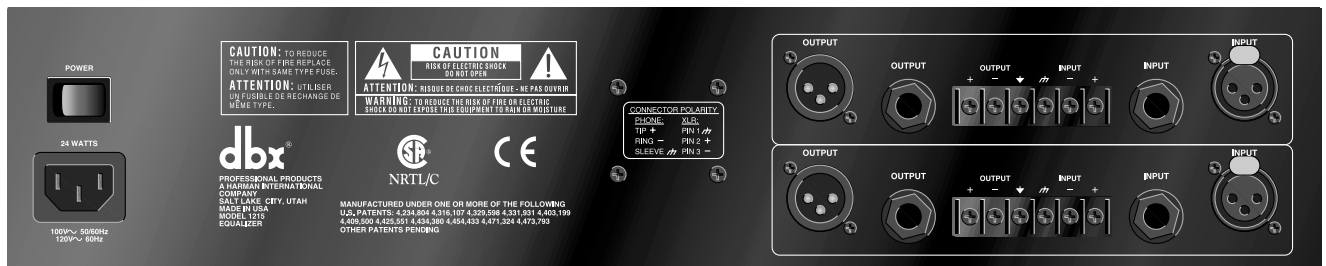 POWER
24 WATTS
100V~ 50/60Hz
120V~ 60Hz
CAUTION: TO REDUCE
THE RISK OF FIRE REPLACE
ONLY WITH SAME TYPE FUSE.
ATTENTION: UTILISER
UN FUSIBLE DE RECHANGE DE
MÊME TYPE.
CAUTION
RISK OF ELECTRIC SHOCK
DO NOT OPEN
ATTENTION: RISQUE DE CHOC ELECTRÍQUE - NE PAS OUVRIR
WARNING: TO REDUCE THE RISK OF FIRE OR ELECTRIC
SHOCK DO NOT EXPOSE THIS EQUIPMENT TO RAIN OR MOISTURE
dbx®
PROFESSIONAL PRODUCTS
A HARMAN INTERNATIONAL
COMPANY
SALT LAKE CITY, UTAH
MADE IN USA
MODEL 1215
EQUALIZER
SA ®
NRTL/C
CE
MANUFACTURED UNDER ONE OR MORE OF THE FOLLOWING
U.S. PATENTS: 4,234,804 4,316,107 4,329,598 4,331,931 4,403,199
4,409,500 4,425,551 4,434,380 4,454,433 4,471,324 4,473,793
OTHER PATENTS PENDING
CONNECTOR POLARITY
PHONE: XLR:
TIP + PIN 1
RING − PIN 2 +
SLEEVE PIN 3 −
OUTPUT
OUTPUT
OUTPUT INPUT
+ − − +
INPUT
INPUT
OUTPUT
OUTPUT
OUTPUT INPUT
+ − − +
INPUT
INPUT